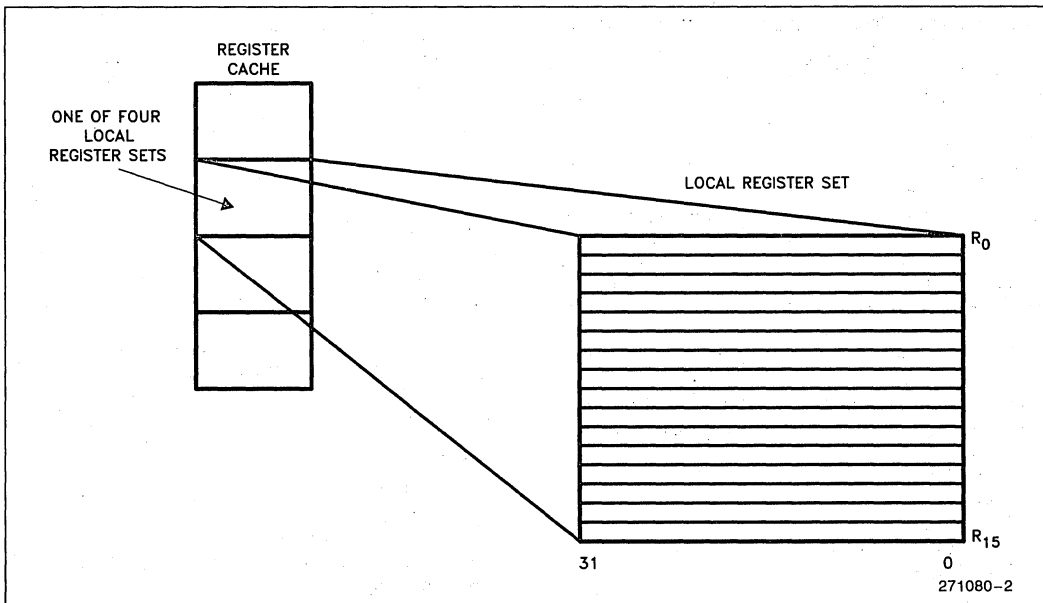 REGISTER
CACHE
ONE OF FOUR
LOCAL
REGISTER SETS
LOCAL REGISTER SET
R0
R15
31
0
271080-2